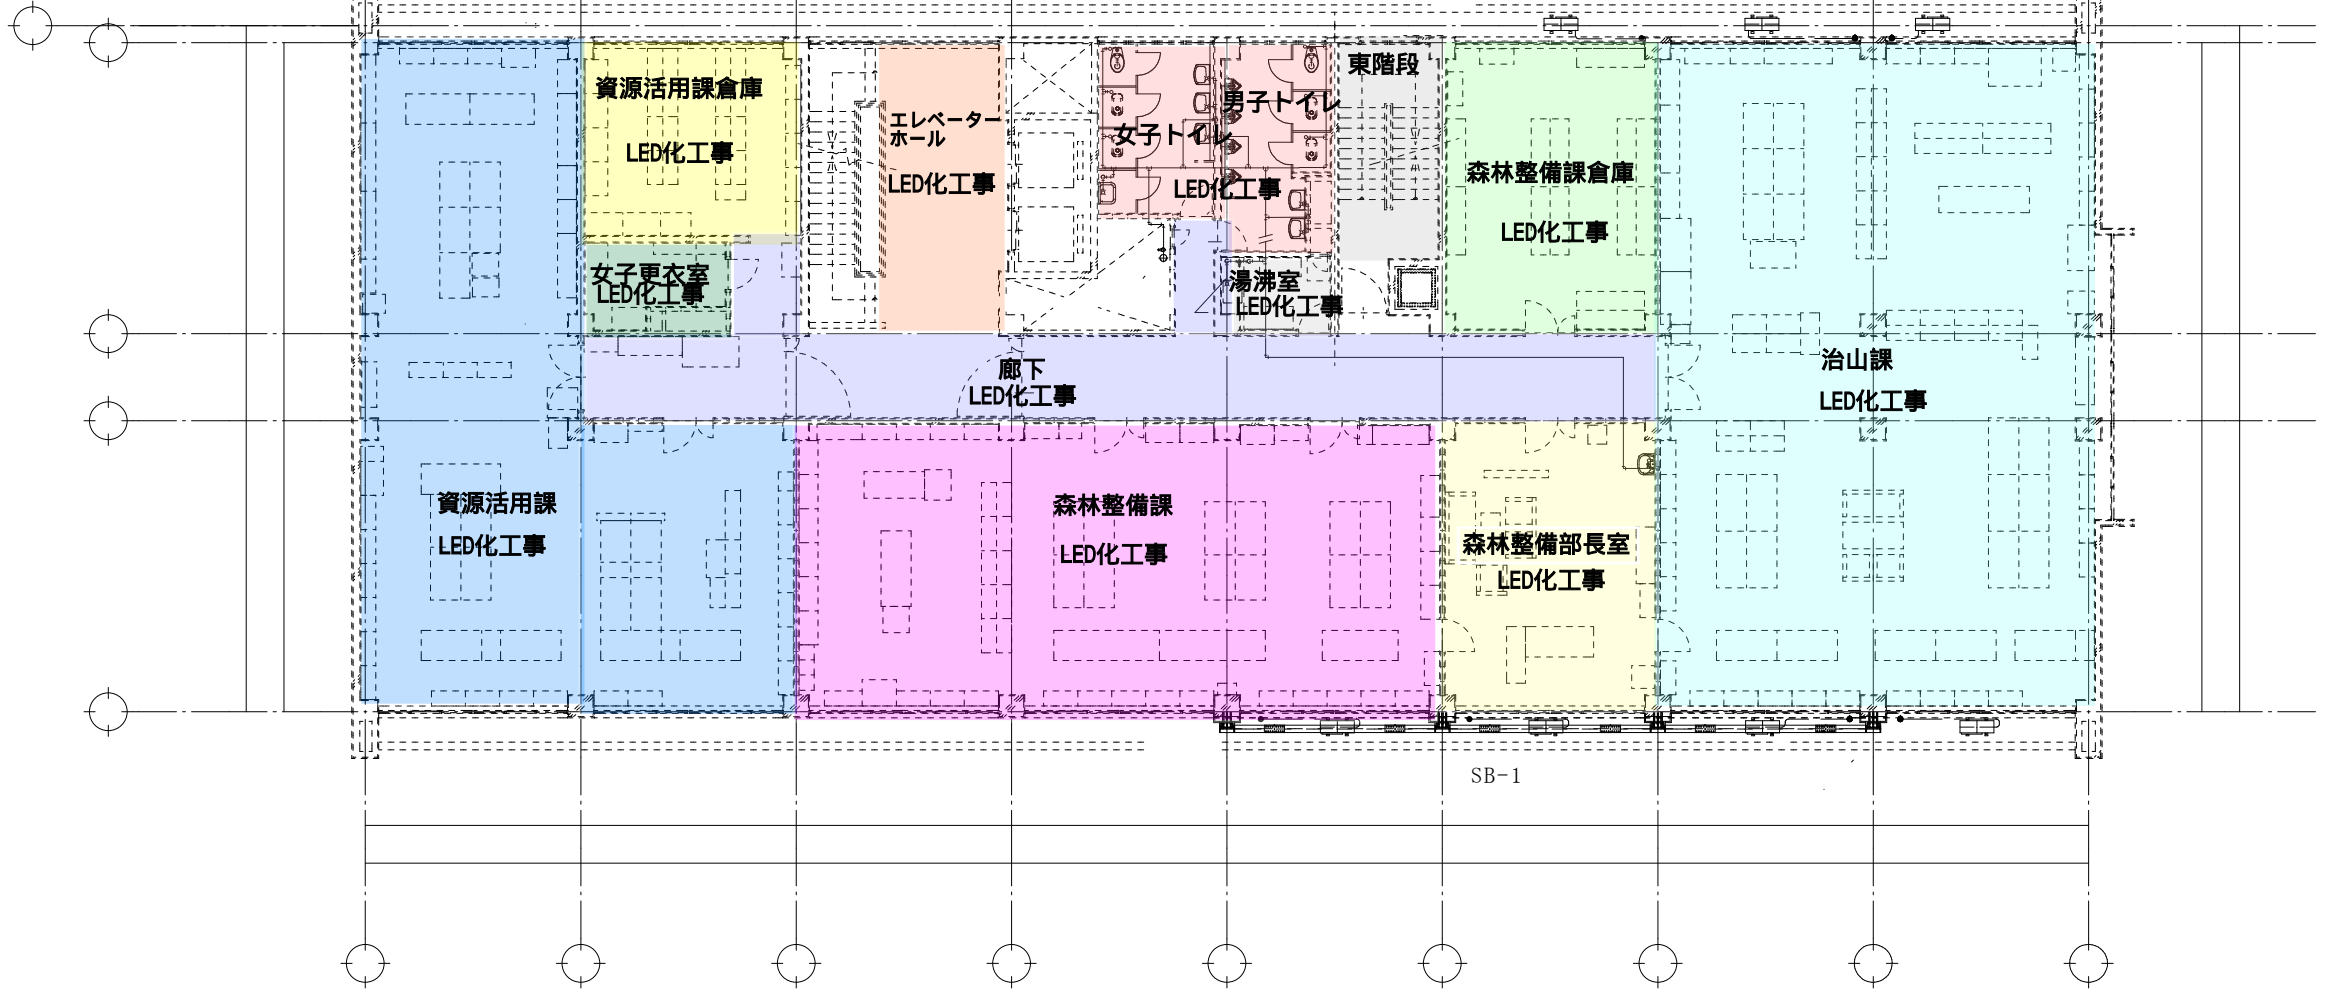 資源活用課倉庫
LED化工事
エレベーター
ホール
LED化工事
女子トイレ
男子トイレ
LED化工事
東階段
森林整備課倉庫
LED化工事
女子更衣室
LED化工事
湯沸室
LED化工事
廊下
LED化工事
治山課
LED化工事
資源活用課
LED化工事
森林整備課
LED化工事
森林整備部長室
LED化工事
SB-1